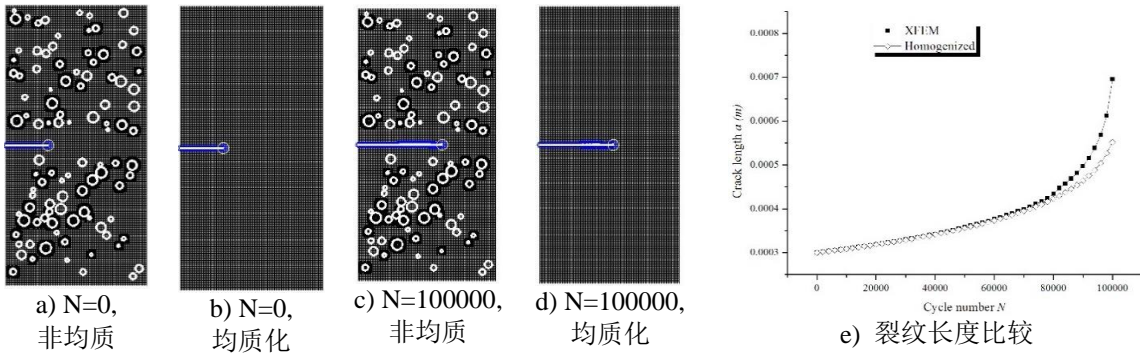 a) N=0,
非均质
b) N=0,
均质化
c) N=100000,
非均质
d) N=100000,
均质化
XFEM
Homogenized
Crack length a (m)
0.0008
0.0007
0.0006
0.0005
0.0004
0.0003
0 20000 40000 60000 80000 100000
Cycle number N
e) 裂纹长度比较